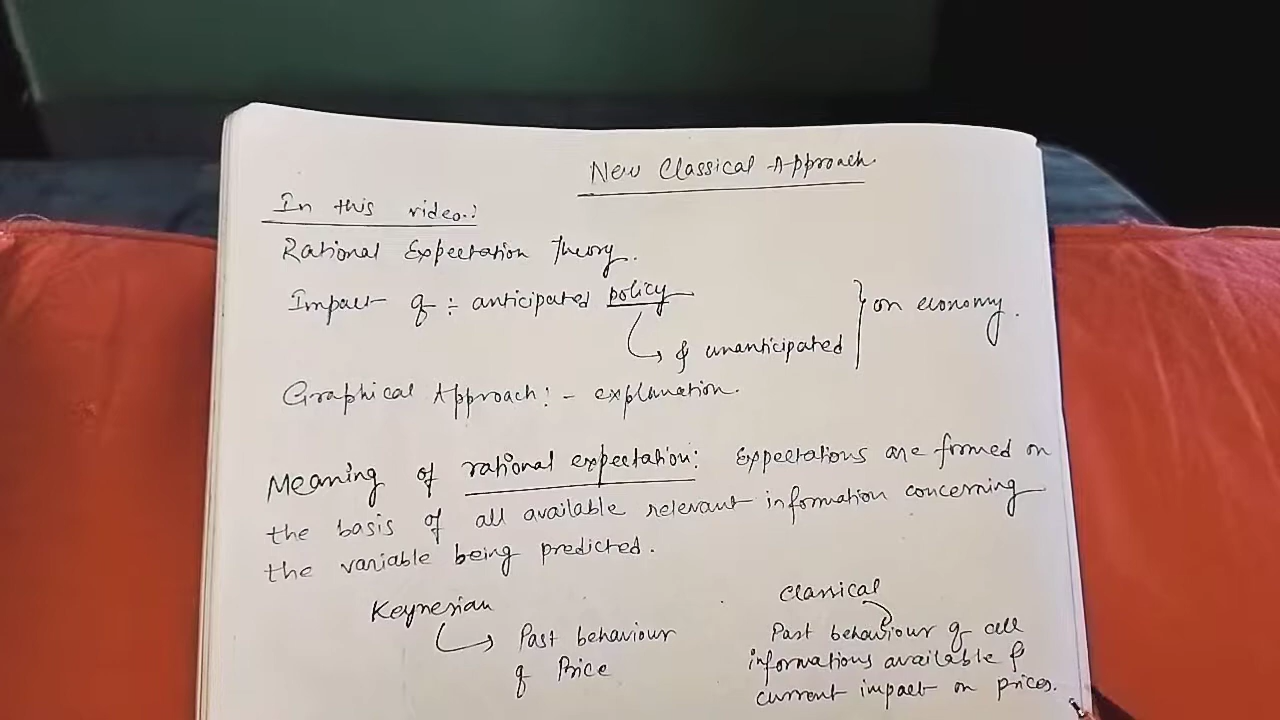 New Classical Approach.
In this video:
Rational Expectation Theory.
Impact of :- anticipated policy
& unanticipated } on economy.
Graphical Approach: - explanation.
Meaning of rational expectation: Expectations are formed on
the basis of all available relevant information concerning
the variable being predicted.
Keynesian
Past behaviour
of Price
Classical
Past behaviour of all
informations available &
current impact on prices.